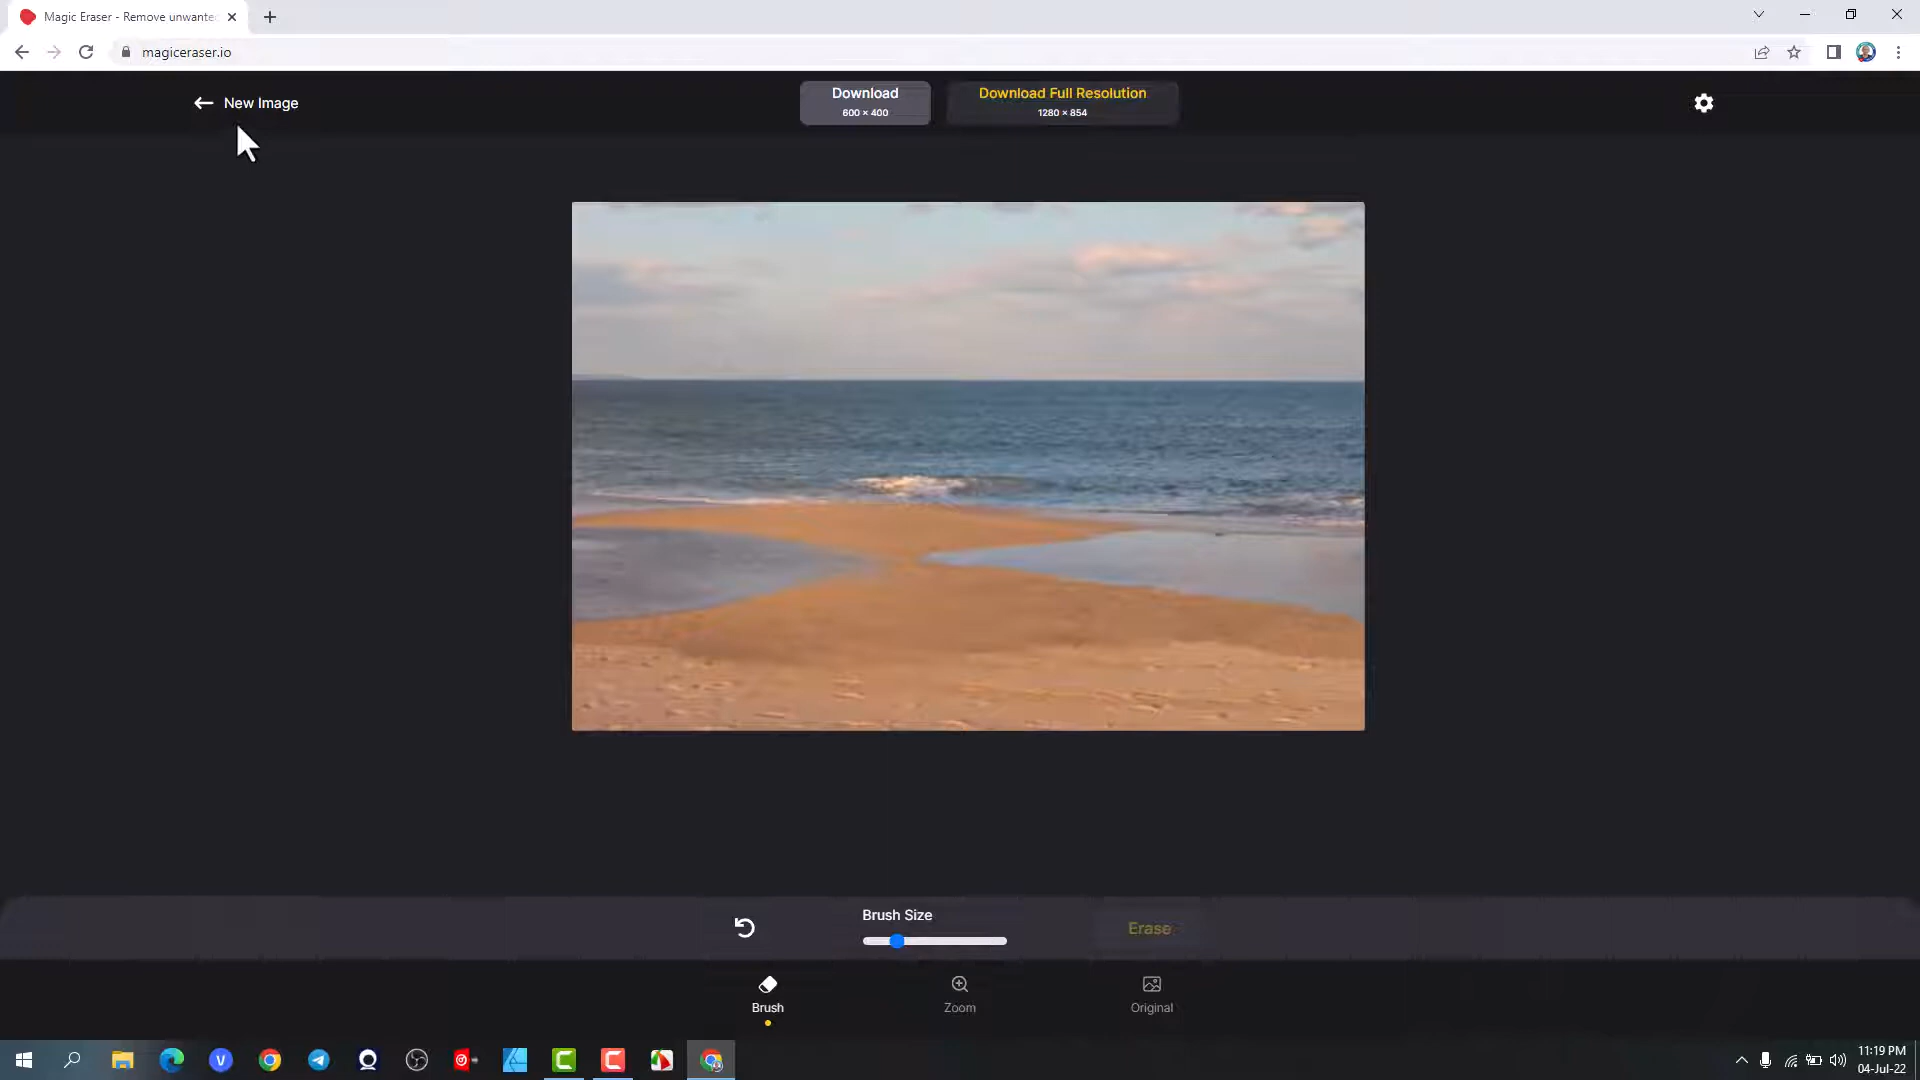 Magic Eraser - Remove unwante
magiceraser.io
New Image
Download
600 × 400
Download Full Resolution
1280 × 854
Brush Size
Erase
Brush
Zoom
Original
11:19 PM
04-Jul-22